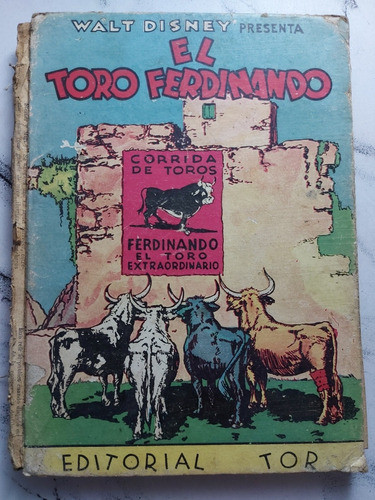 WALT DISNEY PRESENTA
EL
TORO FERDINANDO
CORRIDA
DE TOROS
FERDINANDO
EL TORO
EXTRAORDINARIO
EDITORIAL TOR